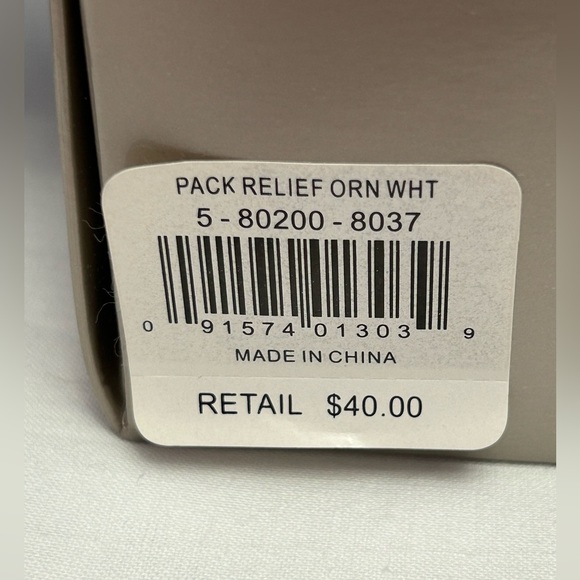 PACK RELIEF ORN WHT
5-80200-8037
0 91574 01303 9
MADE IN CHINA
RETAIL $40.00